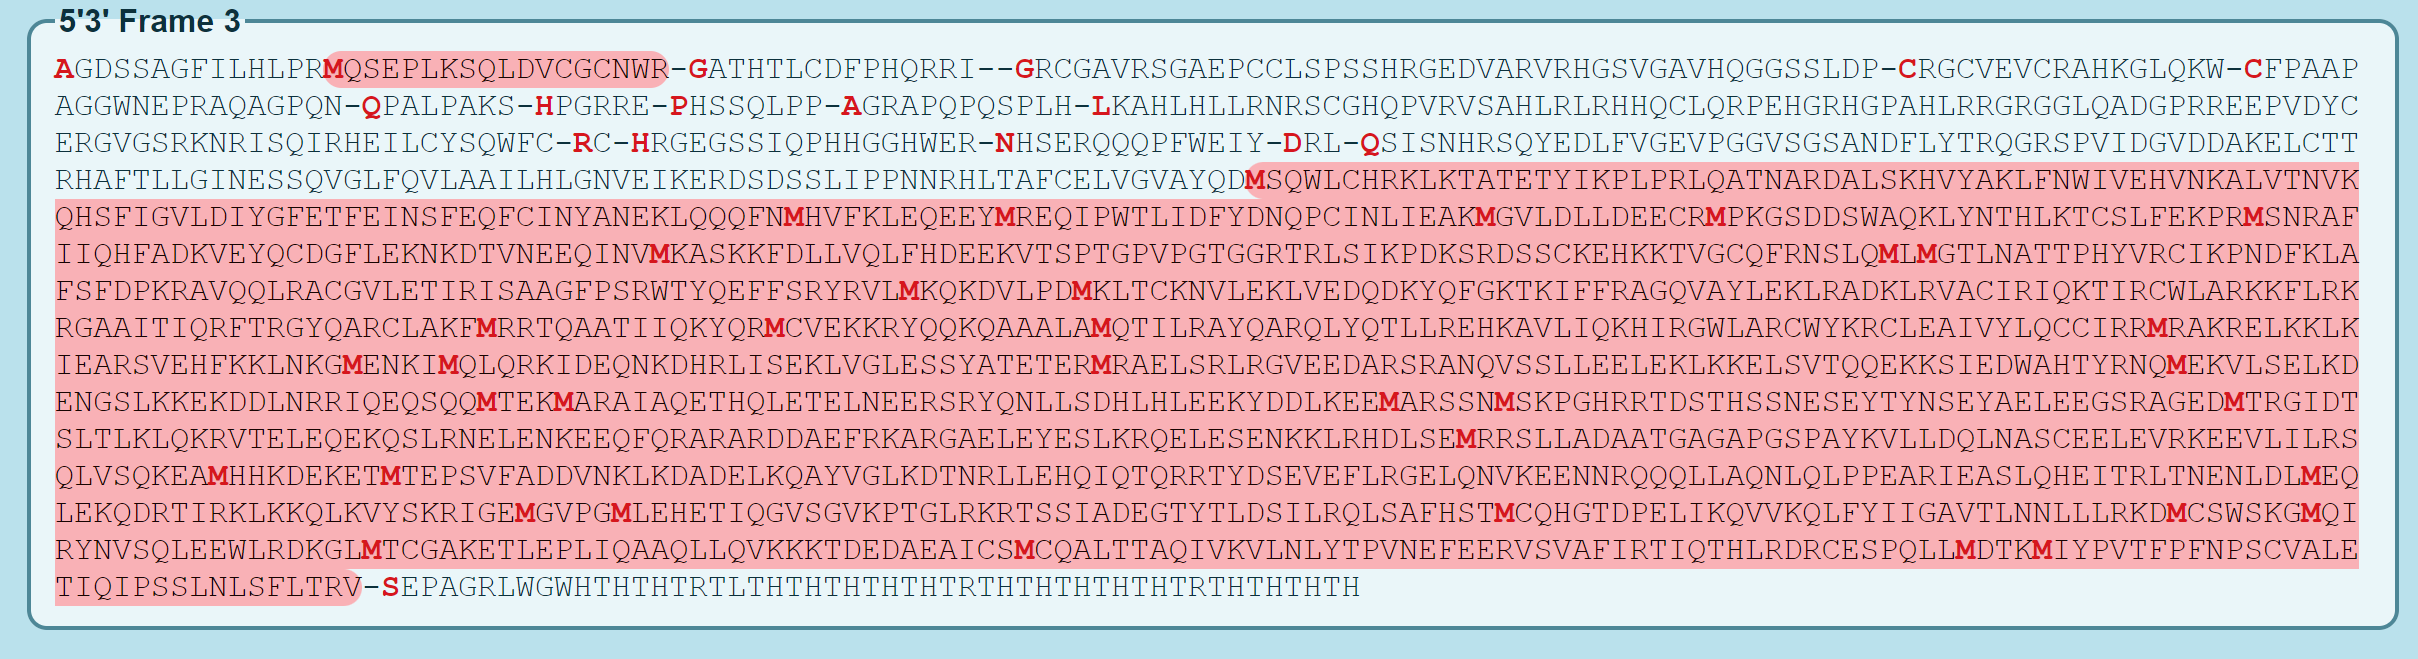 5'3' Frame 3
AGDSSAGFILHLPRMQSEPLKSQLDVCGCNWR-GATHTLCDFPHQRRI--GRCGAVRSGAEPCCLSPSSHRGEDVARVRHGSVGAVHQGGSSLDP-CRGCVEVCRAHKGLQKW-CFPAAP
AGGWNEPRAQAGPQN-QPALPAKS-HPGRRE-PHSSQLPP-AGRAPQPQSPLH-LKAHLHLLRNRSCGHQPVRVSAHLRLRHHQCLQRPEHGRHGPAHLRRGRGGLQADGPRREEPVDYC
ERGVGSRKNRISQIRHEILCYSQWFC-RC-HRGEGSSIQPHHGGHWER-NHSERQQQPFWEIY-DRL-QSISNHRSQYEDLFVGEVPGGVSGSANDFLYTRQGRSPVIDGVDDAKELCTT
RHAFTLLGINESSQVGLFQVLAAILHLGNVEIKERDSDSSLIPPNNRHLTAFCELVGVAYQDMSQWLCHRKLKTATETYIKPLPRLQATNARDALSKHVYAKLFNWIVEHVNKALVTNVK
QHSFIGVLDIYGFETFEINSFEQFCINYANEKLQQQFNMHVFKLEQEEYMREQIPWTLIDFYDNQPCINLIEAKMGVLDLLDEECRMPKGSDDSWAQKLYNTHLKTCSLFEKPRMSNRAF
IIQHFADKVEYQCDGFLEKNKDTVNEEQINVMKASKKFDLLVQLFHDEEKVTSPTGPVPGTGGRTRLSIKPDKSRDSSCKEHKKTVGCQFRNSLQMLMGTLNATTPHYVRCIKPNDFKLA
FSFDPKRAVQQLRACGVLETIRISAAGFPSRWTYQEFFSRYRVLMKQKDVLPDMKLTCKNVLEKLVEDQDKYQFGKTKIFFRAGQVAYLEKLRADKLRVACIRIQKTIRCWLARKKFLRK
RGAAITIQRFTRGYQARCLAKFMRRTQAATIIQKYQRMCVEKKRYQQKQAAALAMQTILRAYQARQLYQTLLREHKAVLIQKHIRGWLARCWYKRCLEAIVYLQCCIRRMRAKRELKKLK
IEARSVEHFKKLNKGMENKIMQLQRKIDEQNKDHRLISEKLVGLESSYATETERMRAELSRLRGVEEDARSRANQVSSLLEELEKLKKELSVTQQEKKSIEDWAHTYRNQMEKVLSELKD
ENGSLKKEKDDLNRRIQEQSQQMTEKMARAIAQETHQLETELNEERSRYQNLLSDHLHLEEKYDDLKEEMARSSNMSKPGHRRTDSTHSSNESEYTYNSEYAELEEGSRAGEDMTRGIDT
SLTLKLQKRVTELEQEKQSLRNELENKEEQFQRARARDDAEFRKARGAELEYESLKRQELESENKKLRHDLSEMRRSLLADAATGAGAPGSPAYKVLLDQLNASCEELEVRKEEVLILRS
QLVSQKEAMHHKDEKETMTEPSVFADDVNKLKDADELKQAYVGLKDTNRLLEHQIQTQRRTYDSEVEFLRGELQNVKEENNRQQQLLAQNLQLPPEARIEASLQHEITRLTNENLDLMEQ
LEKQDRTIRKLKKQLKVYSKRIGEMGVPGMLEHETIQGVSGVKPTGLRKRTSSIADEGTYTLDSILRQLSAFHSTMCQHGTDPELIKQVVKQLFYIIGAVTLNNLLLRKDMCSWSKGMQI
RYNVSQLEEWLRDKGLMTCGAKETLEPLIQAAQLLQVKKKTDEDAEAICSMCQALTTAQIVKVLNLYTPVNEFEERVSVAFIRTIQTHLRDRCESPQLLMDTKMIYPVTFPFNPSCVALE
TIQIPSSLNLSFLTRV-SEPAGRLWGWHTHTHTRTLTHTHTHTHTRTHTHTHTHTHTRTHTHTHTH